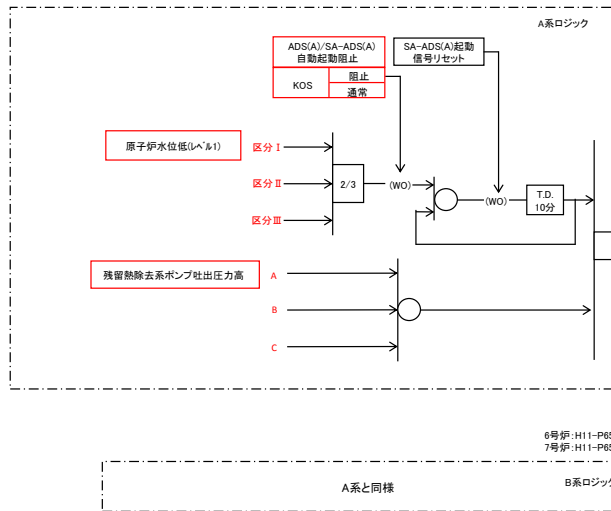 A系ロジック
ADS(A)/SA-ADS(A)
自動起動阻止
KOS
阻止
通常
SA-ADS(A)起動
信号リセット
原子炉水位低(ﾚﾍﾞﾙ1)
区分Ⅰ
区分Ⅱ
区分Ⅲ
2/3
(WO)
(WO)
T.D.
10分
残留熱除去系ポンプ吐出圧力高
A
B
C
6号炉:H11-P65
7号炉:H11-P65
A系と同様
B系ロジック